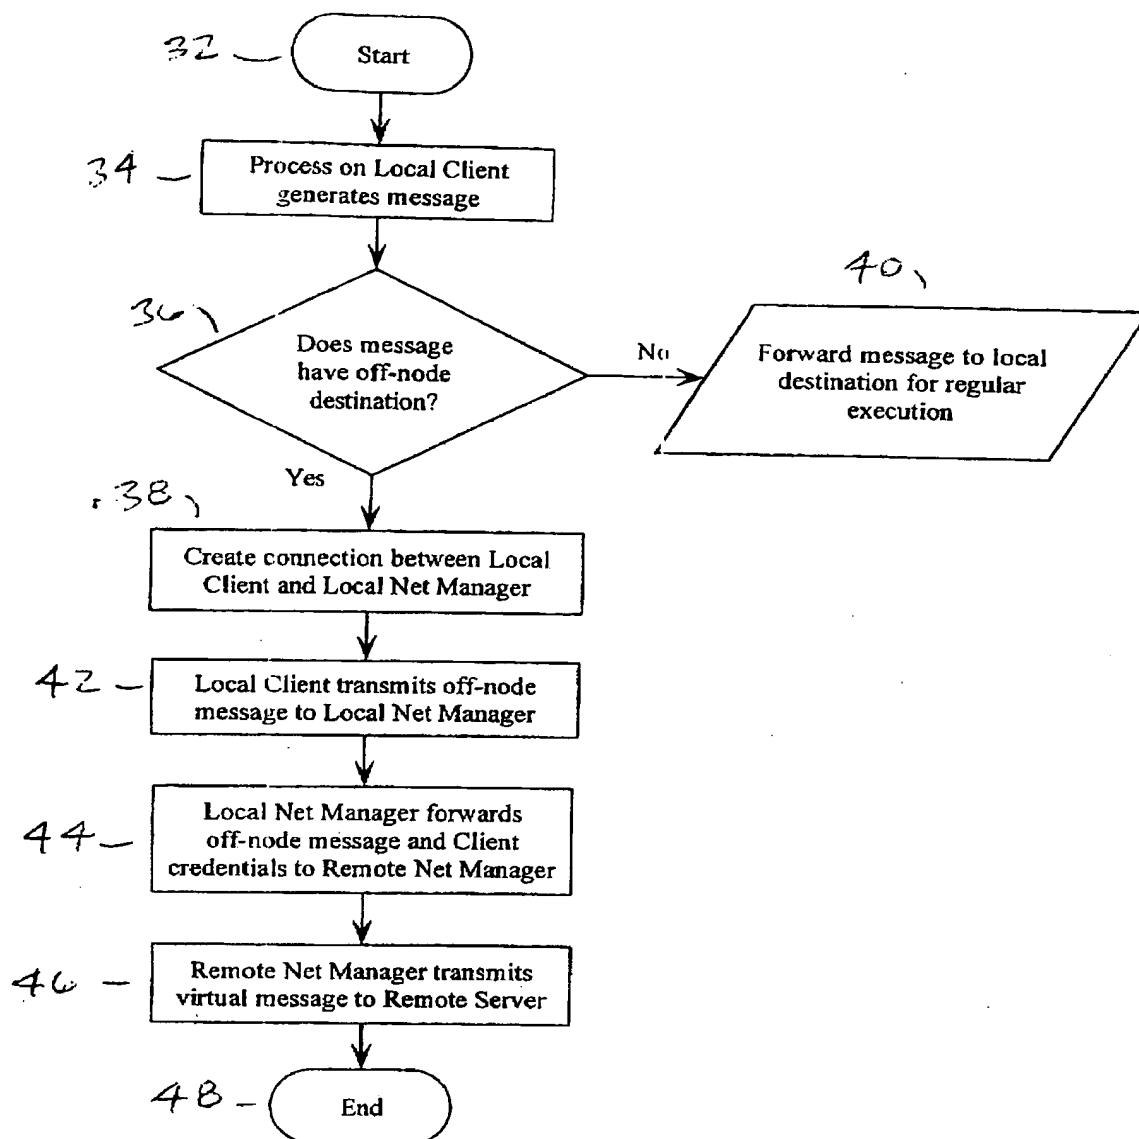 32
Start
34
Process on Local Client
generates message
36
Does message
have off-node
destination?
No
40
Forward message to local
destination for regular
execution
Yes
38
Create connection between Local
Client and Local Net Manager
42
Local Client transmits off-node
message to Local Net Manager
44
Local Net Manager forwards
off-node message and Client
credentials to Remote Net Manager
46
Remote Net Manager transmits
virtual message to Remote Server
48
End